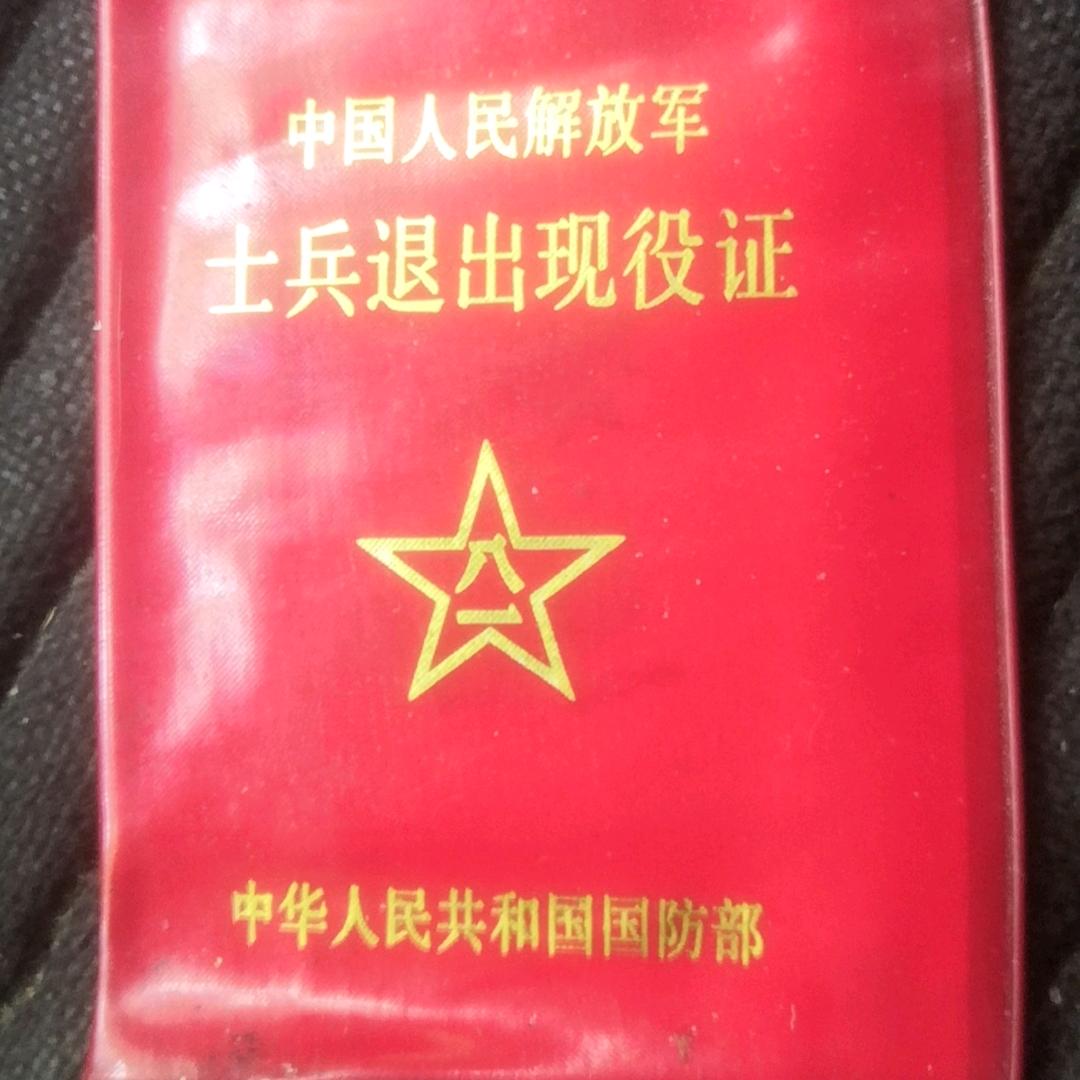 中国人民解放军
士兵退出现役证
八一
中华人民共和国国防部